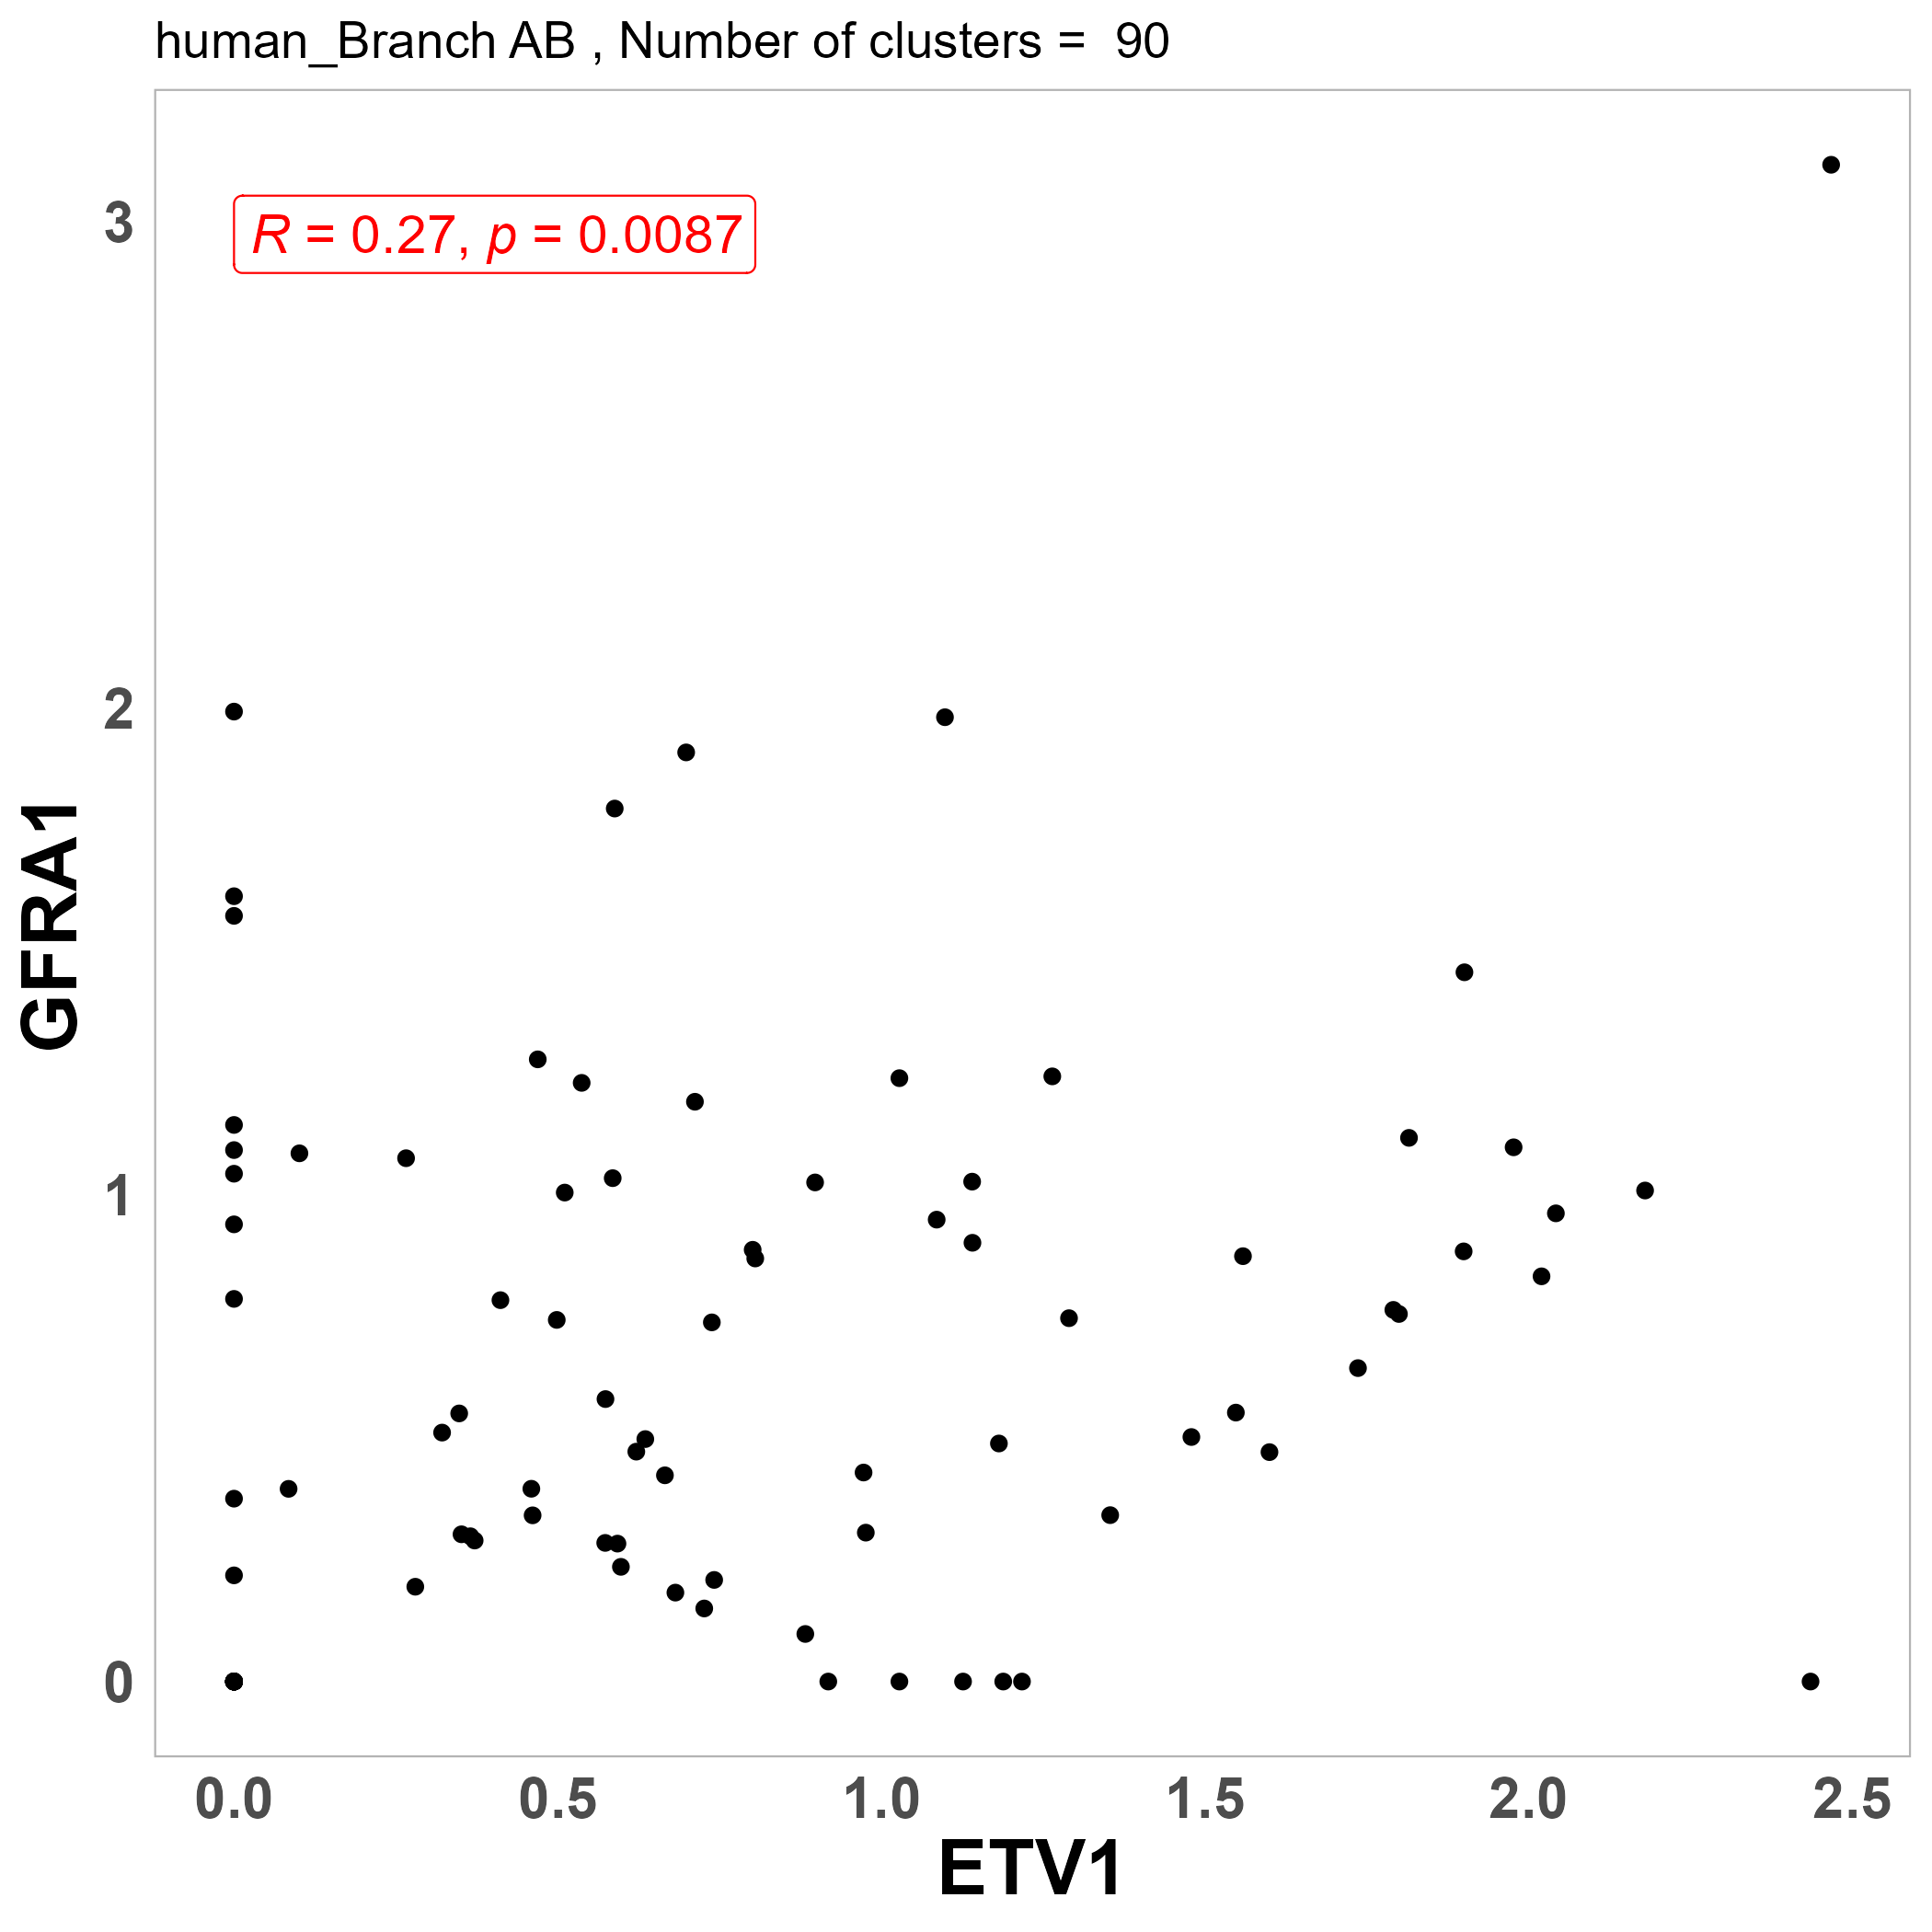 human_Branch AB , Number of clusters =  90
R = 0.27, p = 0.0087
3
2
1
0
GFRA1
0.0 0.5 1.0 1.5 2.0 2.5
ETV1